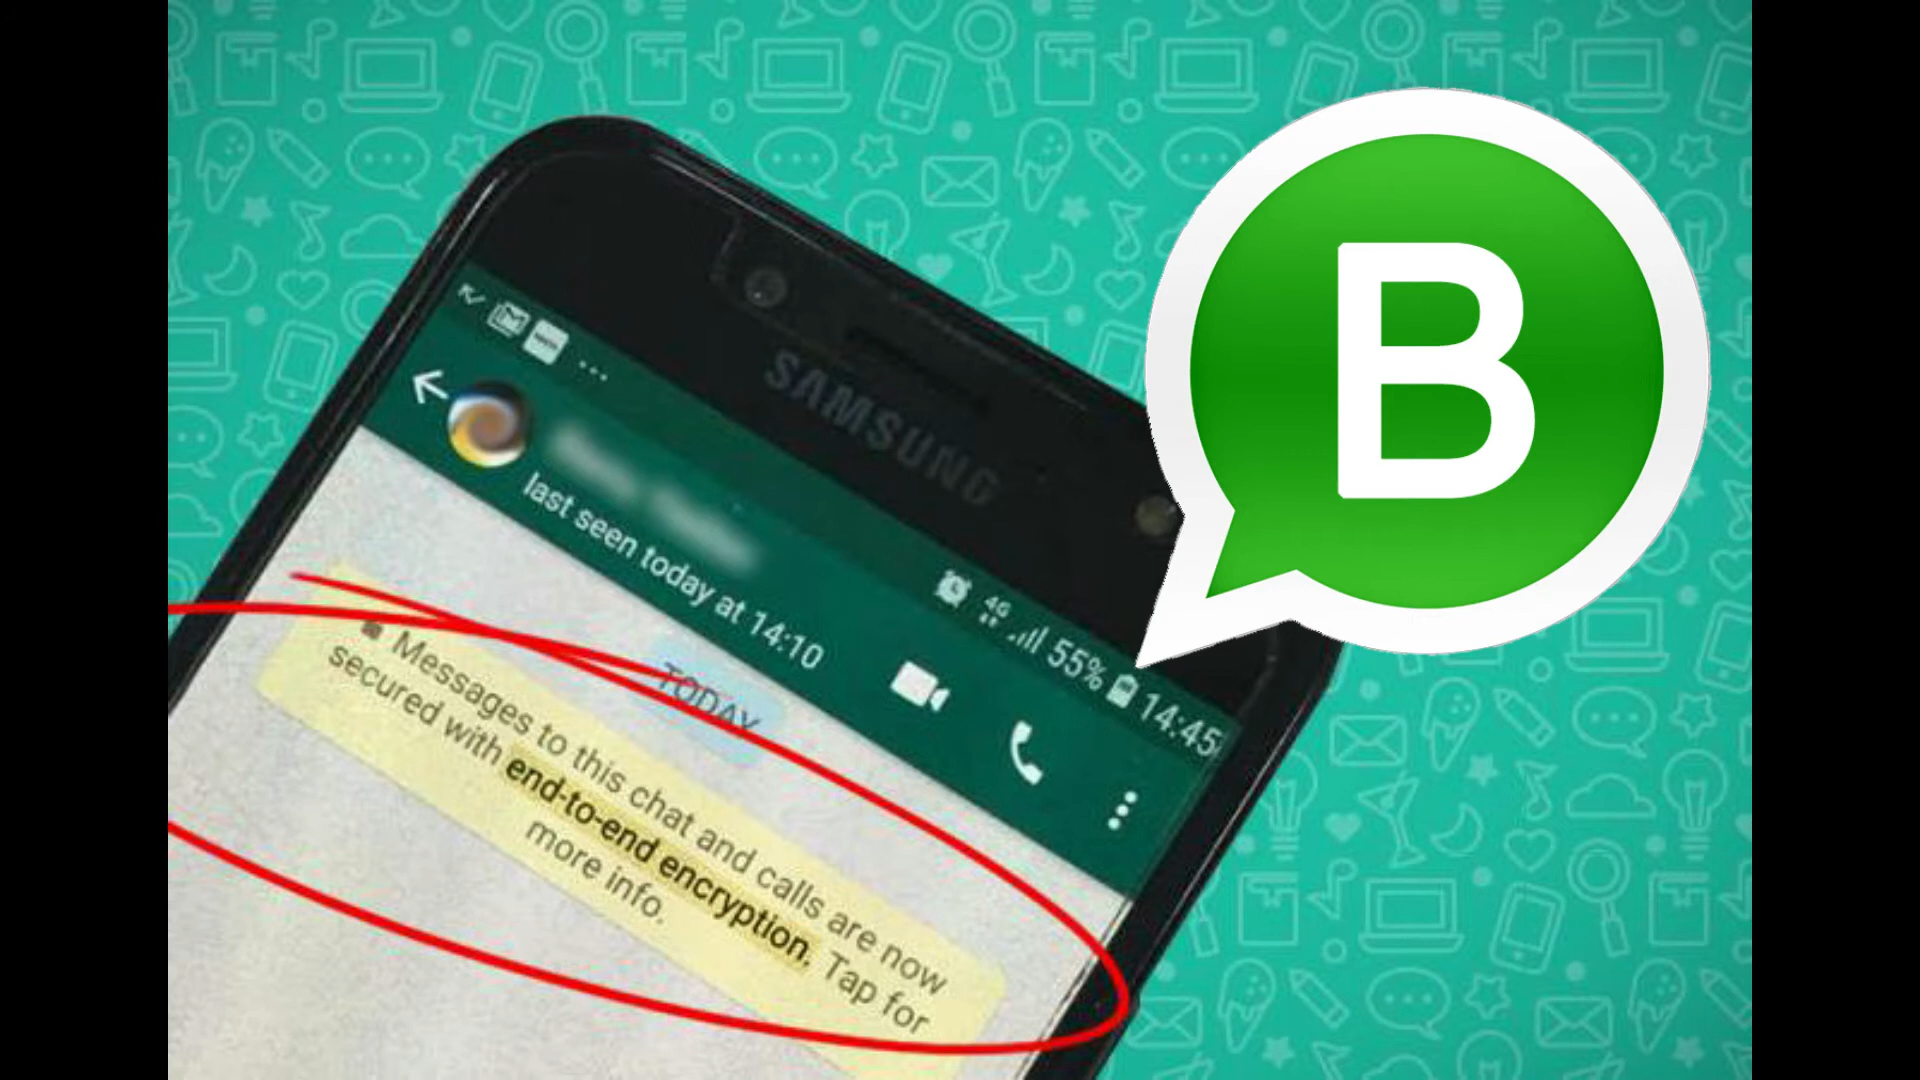 SAMSUNG
4G
55%
14:45
last seen today at 14:10
TODAY
Messages to this chat and calls are now
secured with end-to-end encryption. Tap for
more info.
B